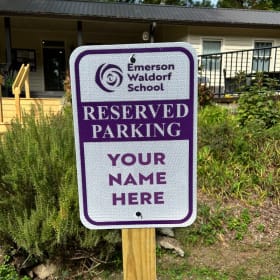 Emerson
Waldorf
School
RESERVED
PARKING
YOUR
NAME
HERE